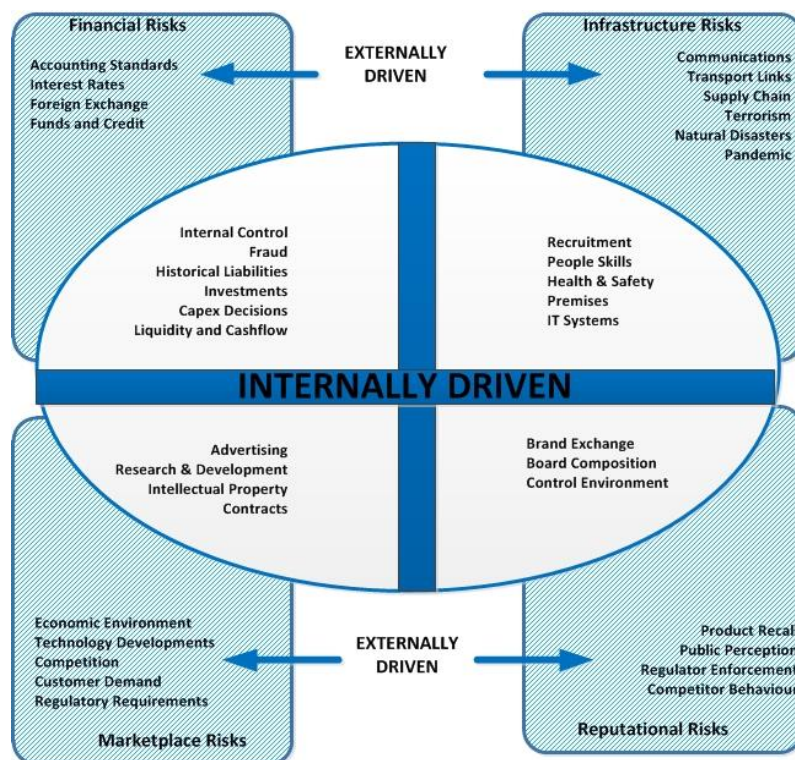 Financial Risks
Accounting Standards
Interest Rates
Foreign Exchange
Funds and Credit
EXTERNALLY
DRIVEN
Infrastructure Risks
Communications
Transport Links
Supply Chain
Terrorism
Natural Disasters
Pandemic
Internal Control
Fraud
Historical Liabilities
Investments
Capex Decisions
Liquidity and Cashflow
Recruitment
People Skills
Health & Safety
Premises
IT Systems
INTERNALLY DRIVEN
Advertising
Research & Development
Intellectual Property
Contracts
Brand Exchange
Board Composition
Control Environment
Economic Environment
Technology Developments
Competition
Customer Demand
Regulatory Requirements
Marketplace Risks
EXTERNALLY
DRIVEN
Product Recall
Public Perception
Regulator Enforcement
Competitor Behaviour
Reputational Risks